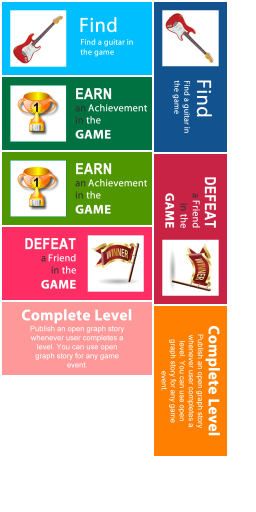 Find
Find a guitar in
the game
EARN
an Achievement
in the
GAME
EARN
an Achievement
in the
GAME
DEFEAT
a Friend
in the
GAME
WINNER
Complete Level
Publish an open graph story
whenever user completes a
level. You can use open
graph story for any game
event.
Find
Find a guitar in
the game
DEFEAT
a Friend
in the
GAME
WINNER
Complete Level
Publish an open graph story
whenever user completes a
level. You can use open
graph story for any game
event.